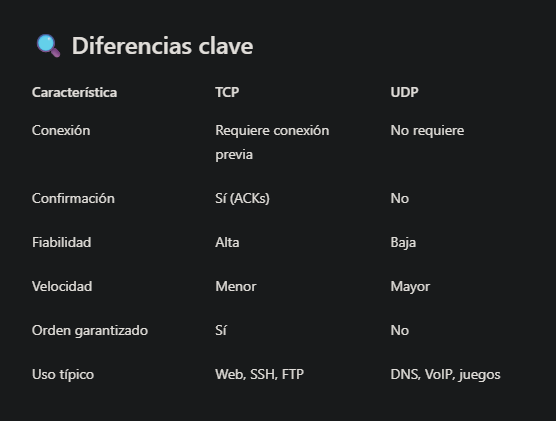 Diferencias clave
Característica TCP UDP
Conexión Requiere conexión previa No requiere
Confirmación Sí (ACKs) No
Fiabilidad Alta Baja
Velocidad Menor Mayor
Orden garantizado Sí No
Uso típico Web, SSH, FTP DNS, VoIP, juegos